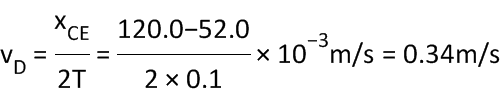 v_D = x_CE / 2T = 120.0−52.0 / 2 × 0.1 × 10^−3 m/s = 0.34m/s